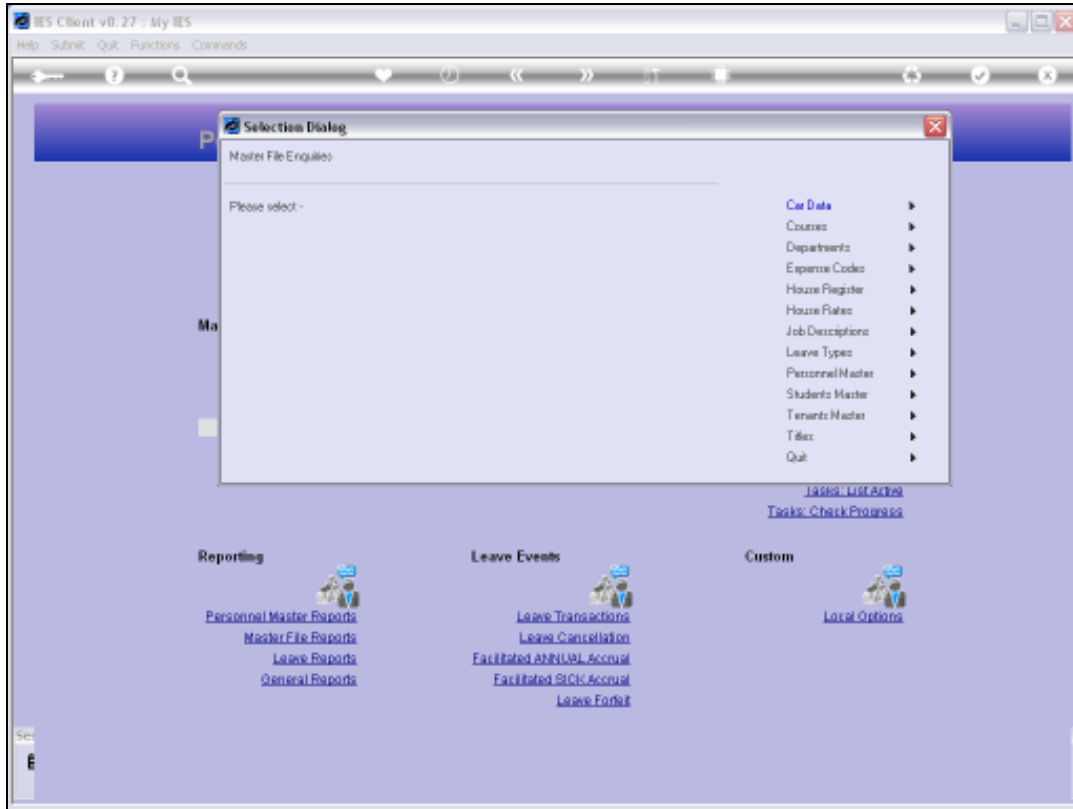 IES Client v8.27 : My IES
Help Submit Quit Functions Commands
Selection Dialog
Master File Enquiries
Please select -
Car Data
Courses
Departments
Expense Codes
House Register
House Rates
Job Descriptions
Leave Types
Personnel Master
Students Master
Tenants Master
Titles
Quit
P
Ma
Tasks: List Active
Tasks: Check Progress
Reporting
Personnel Master Reports
Master File Reports
Leave Reports
General Reports
Leave Events
Leave Transactions
Leave Cancellation
Facilitated ANNUAL Accrual
Facilitated SICK Accrual
Leave Forfeit
Custom
Local Options
Se